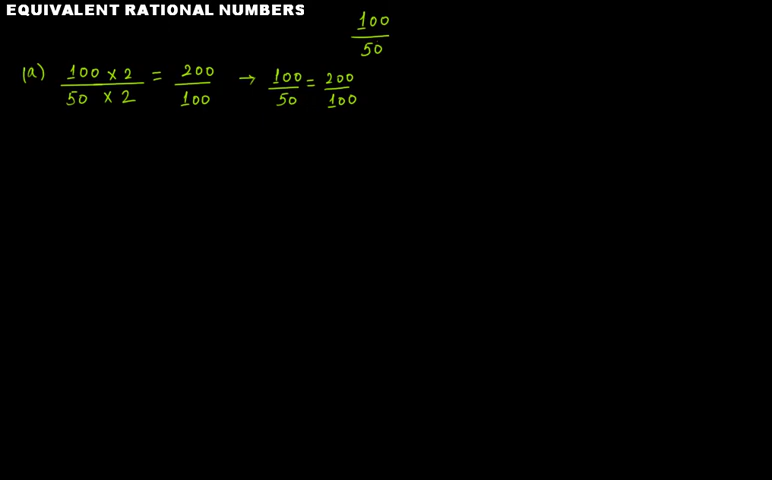 EQUIVALENT RATIONAL NUMBERS
100/50
(a) 100 × 2 / 50 × 2 = 200/100 → 100/50 = 200/100